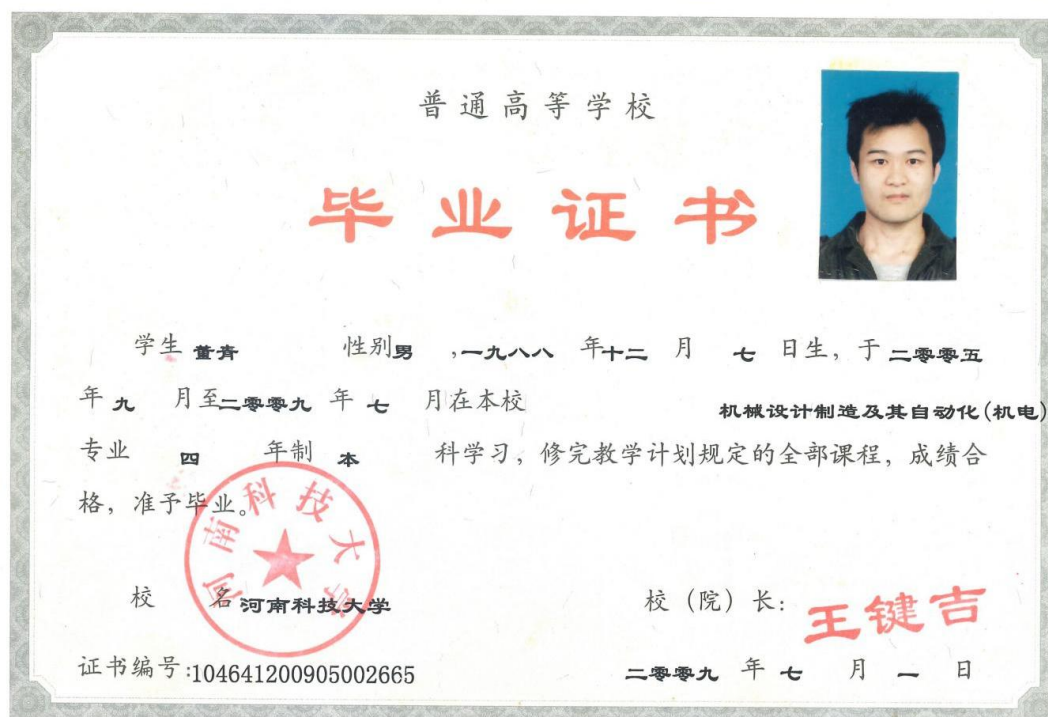 普通高等学校
毕业证书
学生 董青 性别男 ,一九八八 年十二 月 七 日生，于 二零零五
年 九 月至二零零九 年 七 月在本校 机械设计制造及其自动化(机电)
专业 四 年制 本 科学习，修完教学计划规定的全部课程，成绩合
格，准予毕业。
河南科技大学
校 名 河南科技大学 校（院）长：王键吉
证书编号:104641200905002665 二零零九 年 七 月 一 日